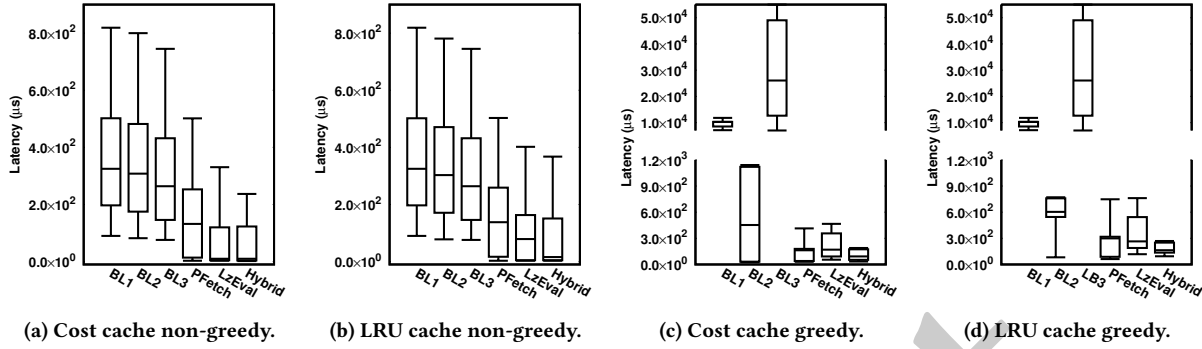 8.0×10²
6.0×10²
4.0×10²
2.0×10²
0.0×10⁰
Latency (μs)
BL1 BL2 BL3 PFetch LzEval Hybrid
(a) Cost cache non-greedy.
8.0×10²
6.0×10²
4.0×10²
2.0×10²
0.0×10⁰
Latency (μs)
BL1 BL2 BL3 PFetch LzEval Hybrid
(b) LRU cache non-greedy.
5.0×10⁴
4.0×10⁴
3.0×10⁴
2.0×10⁴
1.0×10⁴
1.2×10³
9.0×10²
6.0×10²
3.0×10²
0.0×10⁰
Latency (μs)
BL1 BL2 BL3 PFetch LzEval Hybrid
(c) Cost cache greedy.
5.0×10⁴
4.0×10⁴
3.0×10⁴
2.0×10⁴
1.0×10⁴
1.2×10³
9.0×10²
6.0×10²
3.0×10²
0.0×10⁰
Latency (μs)
BL1 BL2 LB3 PFetch LzEval Hybrid
(d) LRU cache greedy.